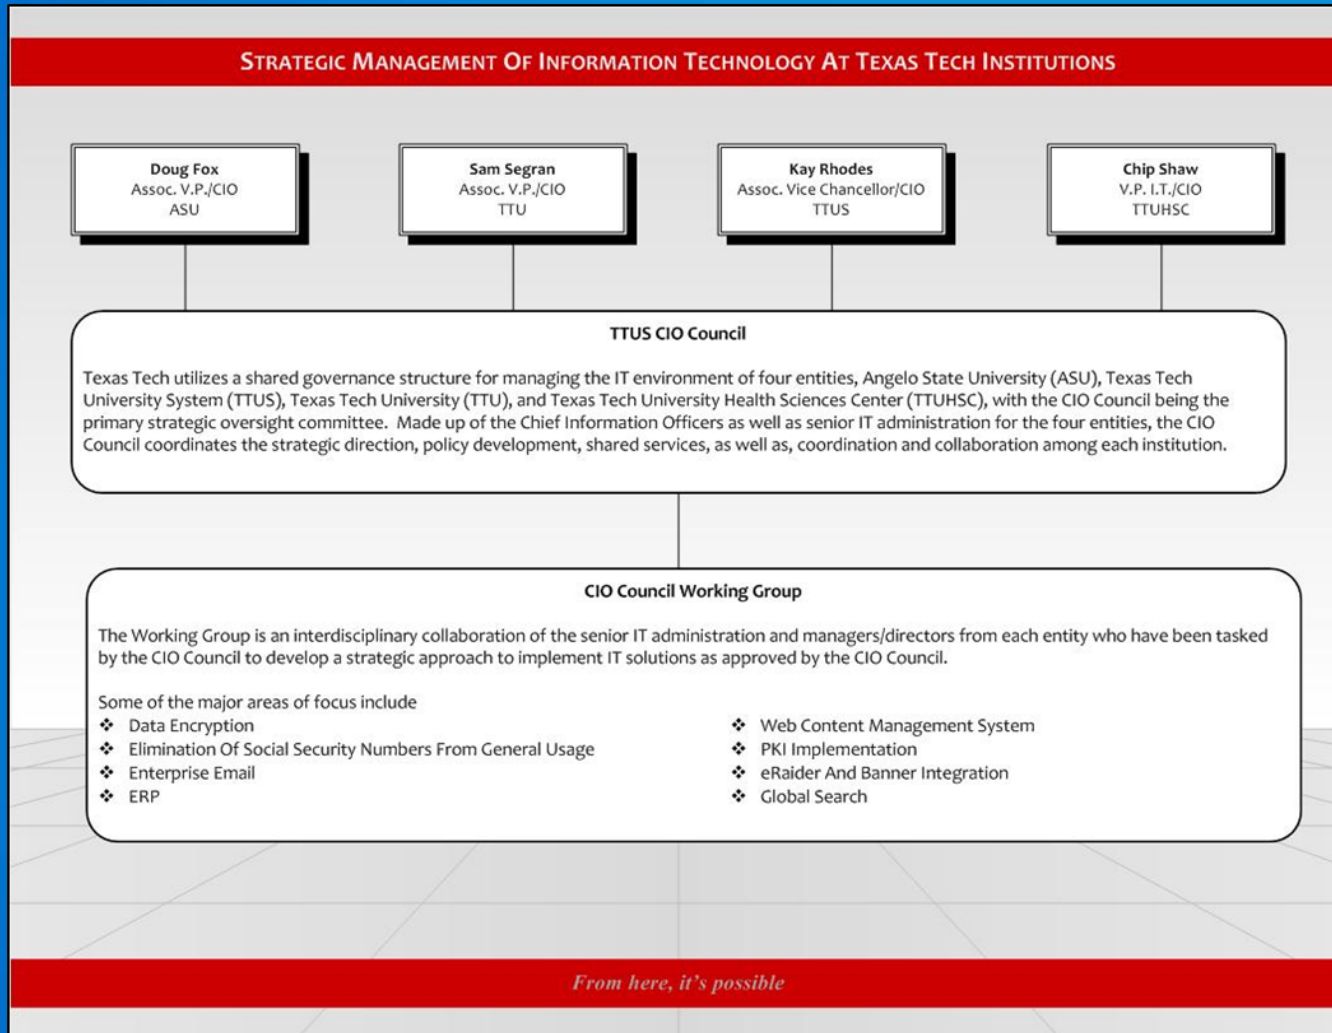 STRATEGIC MANAGEMENT OF INFORMATION TECHNOLOGY AT TEXAS TECH INSTITUTIONS
Doug Fox
Assoc. V.P./CIO
ASU
Sam Segran
Assoc. V.P./CIO
TTU
Kay Rhodes
Assoc. Vice Chancellor/CIO
TTUS
Chip Shaw
V.P. I.T./CIO
TTUHSC
TTUS CIO Council
Texas Tech utilizes a shared governance structure for managing the IT environment of four entities, Angelo State University (ASU), Texas Tech
University System (TTUS), Texas Tech University (TTU), and Texas Tech University Health Sciences Center (TTUHSC), with the CIO Council being the
primary strategic oversight committee. Made up of the Chief Information Officers as well as senior IT administration for the four entities, the CIO
Council coordinates the strategic direction, policy development, shared services, as well as, coordination and collaboration among each institution.
CIO Council Working Group
The Working Group is an interdisciplinary collaboration of the senior IT administration and managers/directors from each entity who have been tasked
by the CIO Council to develop a strategic approach to implement IT solutions as approved by the CIO Council.
Some of the major areas of focus include
❖ Data Encryption
❖ Elimination Of Social Security Numbers From General Usage
❖ Enterprise Email
❖ ERP
❖ Web Content Management System
❖ PKI Implementation
❖ eRaider And Banner Integration
❖ Global Search
From here, it's possible